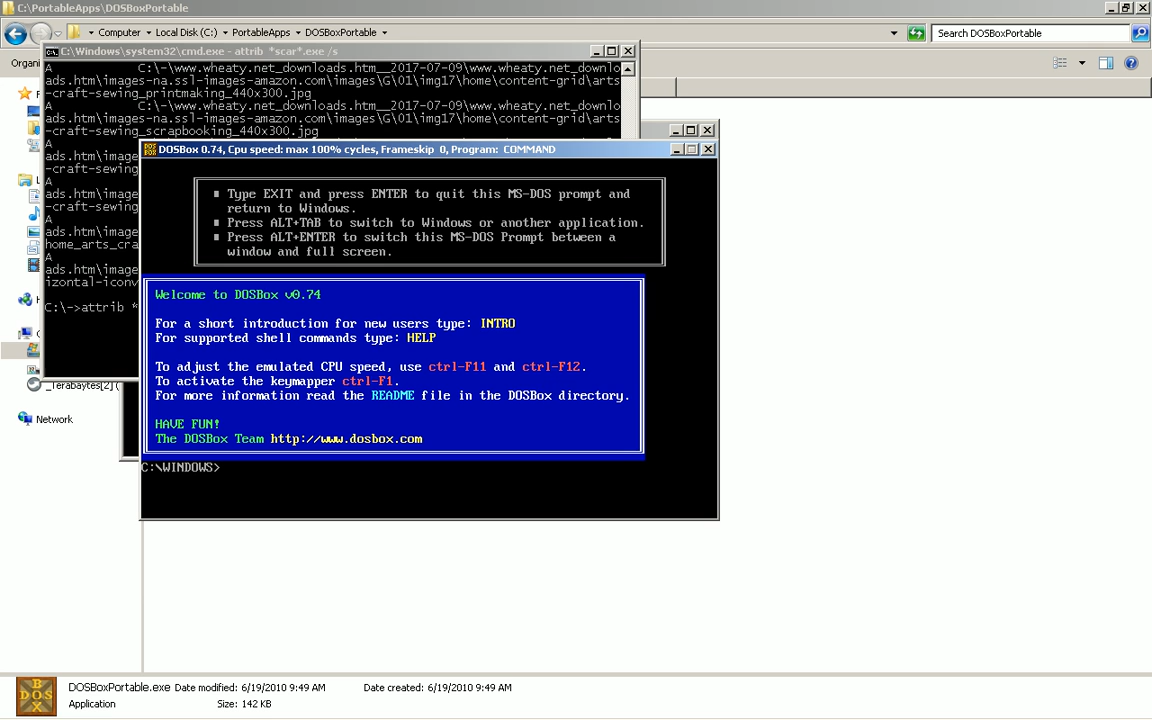 C:\PortableApps\DOSBoxPortable
Computer Local Disk (C:) PortableApps DOSBoxPortable
Search DOSBoxPortable
Organi
C:\Windows\system32\cmd.exe - attrib *scar*.exe /s
A C:\-\www.wheaty.net_downloads.htm__2017-07-09\www.wheaty.net_downlo
ads.htm\images-na.ssl-images-amazon.com\images\G\01\img17\home\content-grid\arts
-craft-sewing_printmaking_440x300.jpg
A C:\-\www.wheaty.net_downloads.htm__2017-07-09\www.wheaty.net_downlo
ads.htm\images-na.ssl-images-amazon.com\images\G\01\img17\home\content-grid\arts
-craft-sewing_scrapbooking_440x300.jpg
A
ads.htm\image
-craft-sewing
A
ads.htm\image
-craft-sewing
A
ads.htm\image
home_arts_cra
A
ads.htm\image
izontal-iconv
C:\->attrib *
DOSBox 0.74, Cpu speed: max 100% cycles, Frameskip 0, Program: COMMAND
Type EXIT and press ENTER to quit this MS-DOS prompt and
return to Windows.
Press ALT+TAB to switch to Windows or another application.
Press ALT+ENTER to switch this MS-DOS Prompt between a
window and full screen.
Welcome to DOSBox v0.74
For a short introduction for new users type: INTRO
For supported shell commands type: HELP
To adjust the emulated CPU speed, use ctrl-F11 and ctrl-F12.
To activate the keymapper ctrl-F1.
For more information read the README file in the DOSBox directory.
HAVE FUN!
The DOSBox Team http://www.dosbox.com
C:\WINDOWS>
_Terabytes[2] (
Network
DOS
BOX
DOSBoxPortable.exe Date modified: 6/19/2010 9:49 AM Date created: 6/19/2010 9:49 AM
Application Size: 142 KB